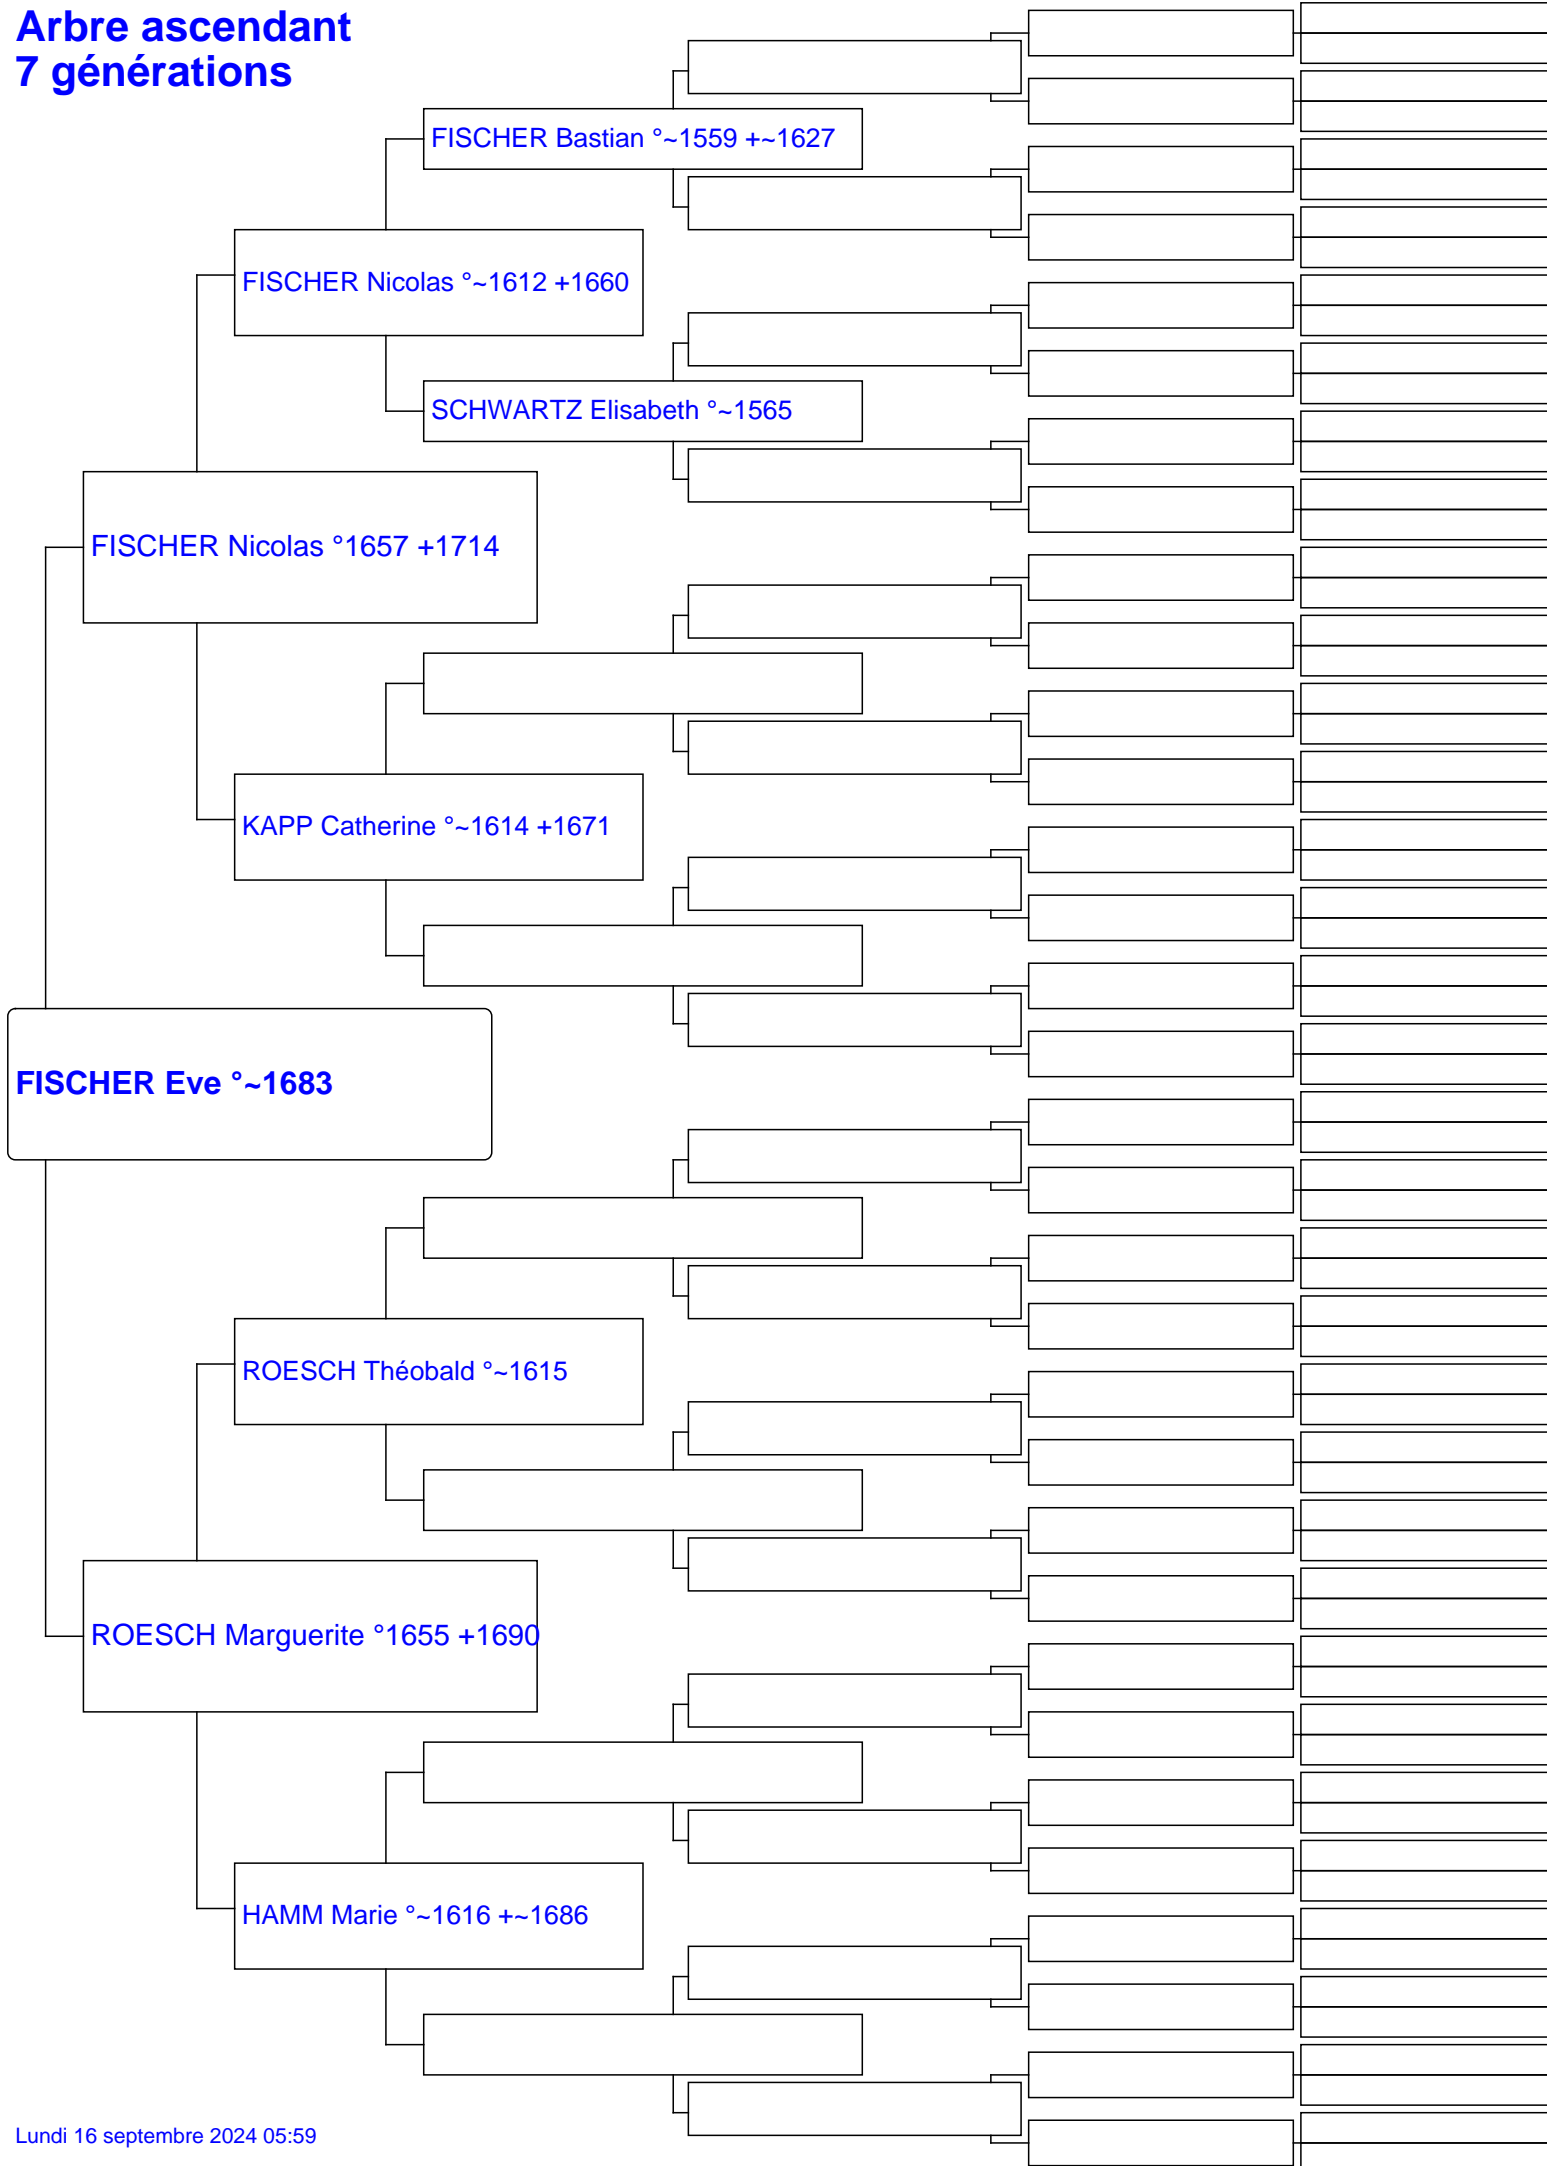 Arbre ascendant
7 générations
FISCHER Bastian °~1559 +~1627
FISCHER Nicolas °~1612 +1660
SCHWARTZ Elisabeth °~1565
FISCHER Nicolas °1657 +1714
KAPP Catherine °~1614 +1671
FISCHER Eve °~1683
ROESCH Théobald °~1615
ROESCH Marguerite °1655 +1690
HAMM Marie °~1616 +~1686
Lundi 16 septembre 2024 05:59